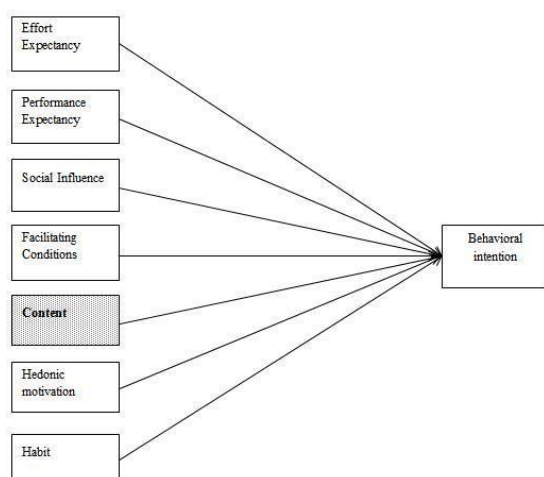 Effort
Expectancy
Performance
Expectancy
Social Influence
Facilitating
Conditions
Content
Hedonic
motivation
Habit
Behavioral
intention